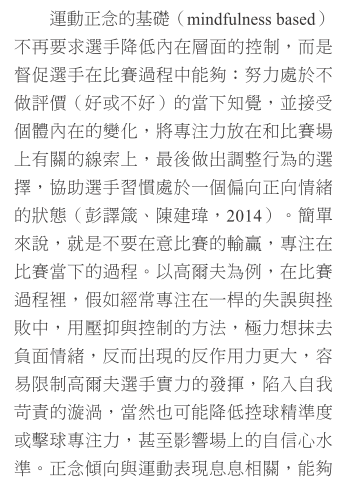 運動正念的基礎（mindfulness based）
不再要求選手降低內在層面的控制，而是
督促選手在比賽過程中能夠：努力處於不
做評價（好或不好）的當下知覺，並接受
個體內在的變化，將專注力放在和比賽場
上有關的線索上，最後做出調整行為的選
擇，協助選手習慣處於一個偏向正向情緒
的狀態（彭譯箴、陳建瑋，2014）。簡單
來說，就是不要在意比賽的輸贏，專注在
比賽當下的過程。以高爾夫為例，在比賽
過程裡，假如經常專注在一桿的失誤與挫
敗中，用壓抑與控制的方法，極力想抹去
負面情緒，反而出現的反作用力更大，容
易限制高爾夫選手實力的發揮，陷入自我
苛責的漩渦，當然也可能降低控球精準度
或擊球專注力，甚至影響場上的自信心水
準。正念傾向與運動表現息息相關，能夠